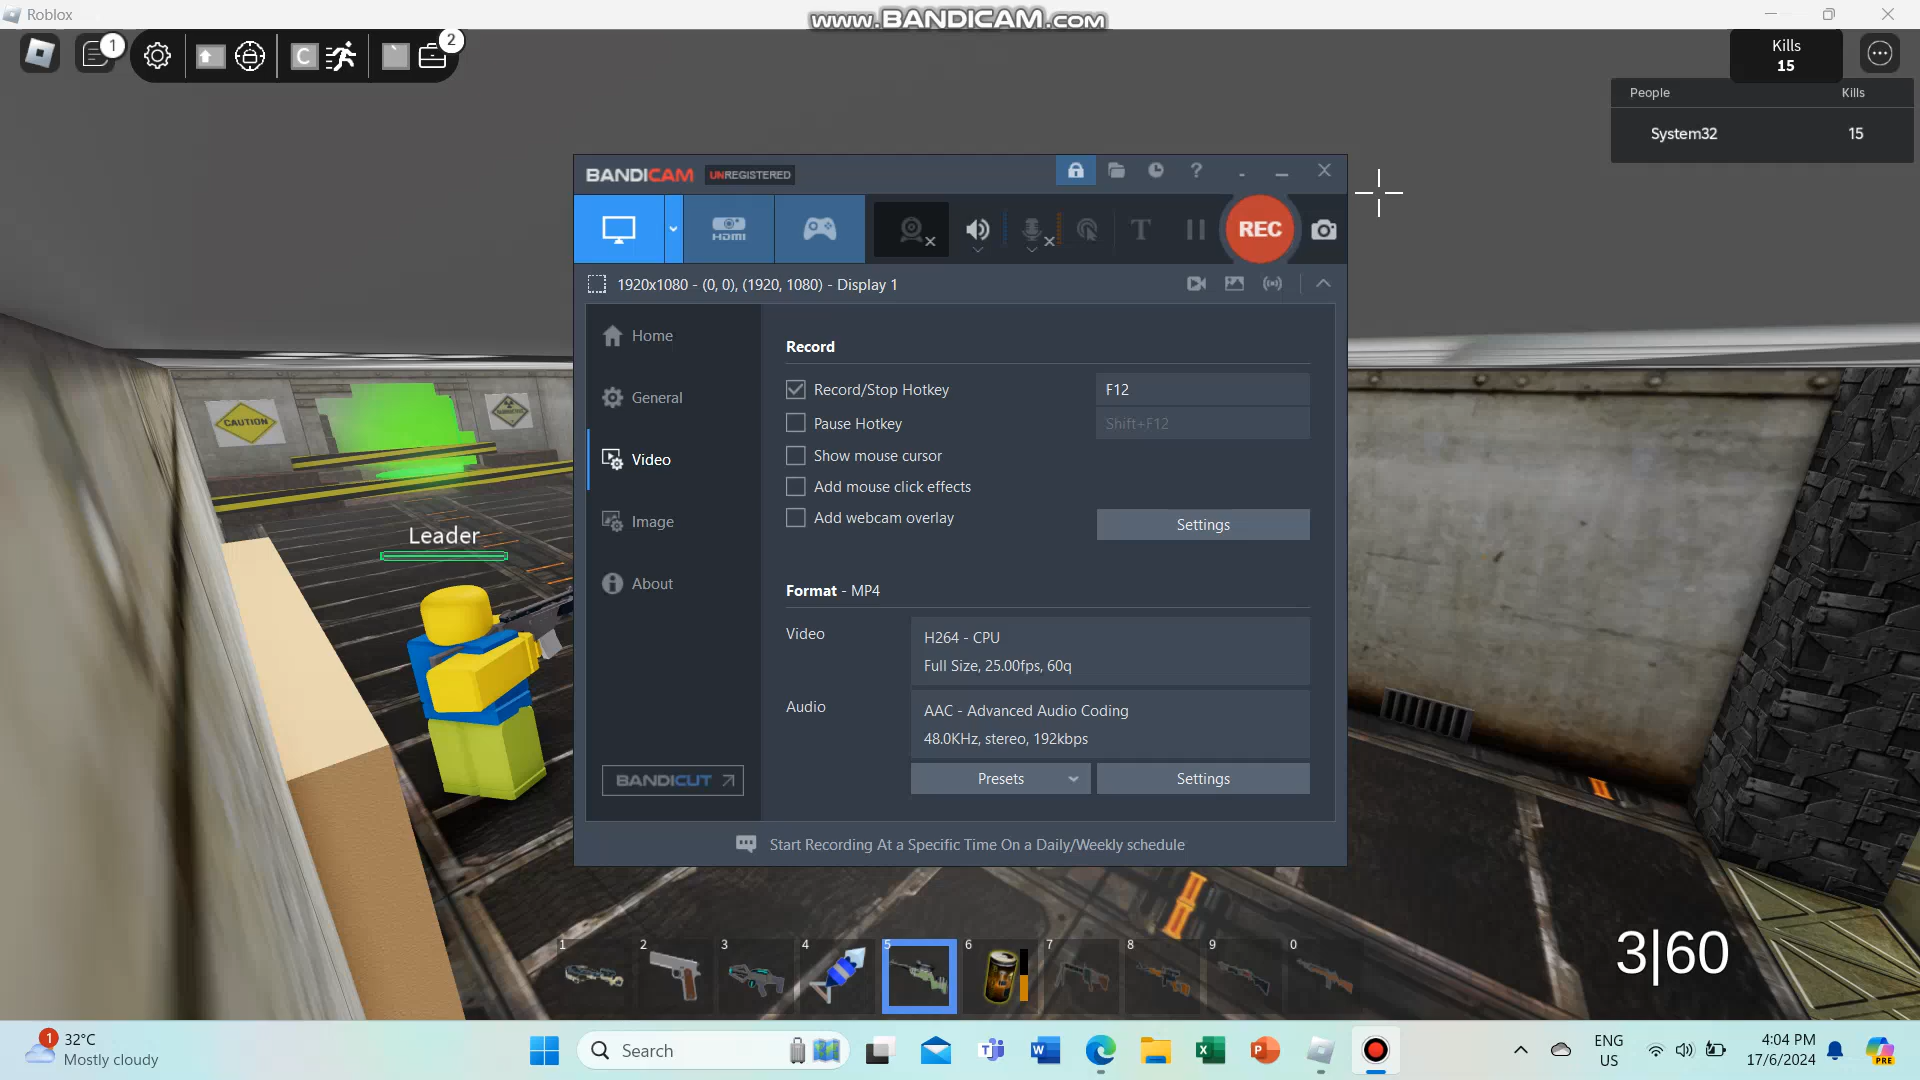 Roblox
www.BANDICAM.com
1
C
2
Kills
15
People Kills
System32 15
BANDICAM UNREGISTERED
HDMI
T
REC
1920x1080 - (0, 0), (1920, 1080) - Display 1
Home
General
Video
Image
About
BANDICUT
Record
Record/Stop Hotkey F12
Pause Hotkey Shift+F12
Show mouse cursor
Add mouse click effects
Add webcam overlay
Settings
Format - MP4
Video
H264 - CPU
Full Size, 25.00fps, 60q
Audio
AAC - Advanced Audio Coding
48.0KHz, stereo, 192kbps
Presets Settings
Start Recording At a Specific Time On a Daily/Weekly schedule
CAUTION
Leader
3|60
1 2 3 4 5 6 7 8 9 0
1
32°C
Mostly cloudy
Search
ENG
US
4:04 PM
17/6/2024
PRE